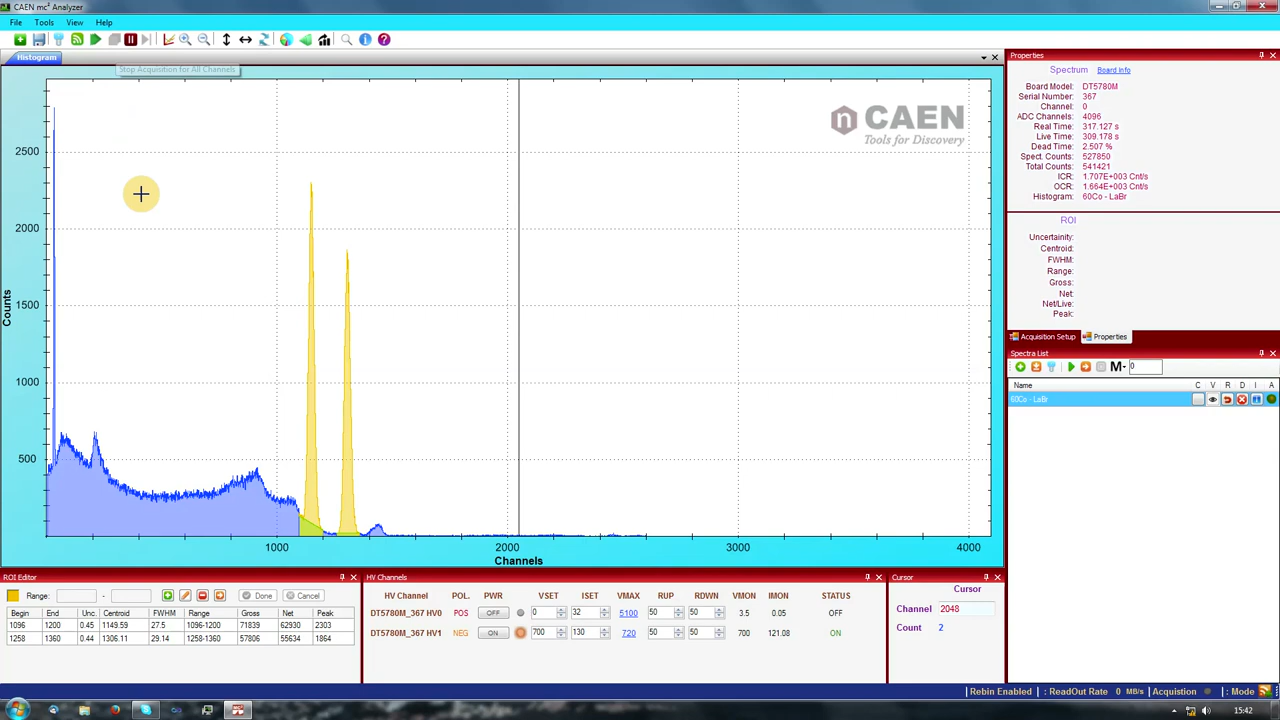 CAEN mc² Analyzer
File Tools View Help
Histogram
Stop Acquisition for All Channels
CAEN
Tools for Discovery
2500
2000
1500
1000
500
Counts
1000 2000 3000 4000
Channels
Properties
Spectrum Board Info
Board Model: DT5780M
Serial Number: 367
Channel: 0
ADC Channels: 4096
Real Time: 317.127 s
Live Time: 309.178 s
Dead Time: 2.507 %
Spect. Counts: 527850
Total Counts: 541421
ICR: 1.707E+003 Cnt/s
OCR: 1.664E+003 Cnt/s
Histogram: 60Co - LaBr
ROI
Uncertainity:
Centroid:
FWHM:
Range:
Gross:
Net:
Net/Live:
Peak:
Acquisition Setup Properties
Spectra List
M 0
Name C V R D I A
60Co - LaBr
ROI Editor
Range: - Done Cancel
Begin End Unc. Centroid FWHM Range Gross Net Peak
1096 1200 0.45 1149.59 27.5 1096-1200 71839 62930 2303
1258 1360 0.44 1306.11 29.14 1258-1360 57806 55634 1864
HV Channels
HV Channel POL. PWR VSET ISET VMAX RUP RDWN VMON IMON STATUS
DT5780M_367 HV0 POS OFF 0 32 5100 50 50 3.5 0.05 OFF
DT5780M_367 HV1 NEG ON 700 130 720 50 50 700 121.08 ON
Cursor
Cursor
Channel 2048
Count 2
Rebin Enabled : ReadOut Rate 0 MB/s Acquistion : Mode
15:42